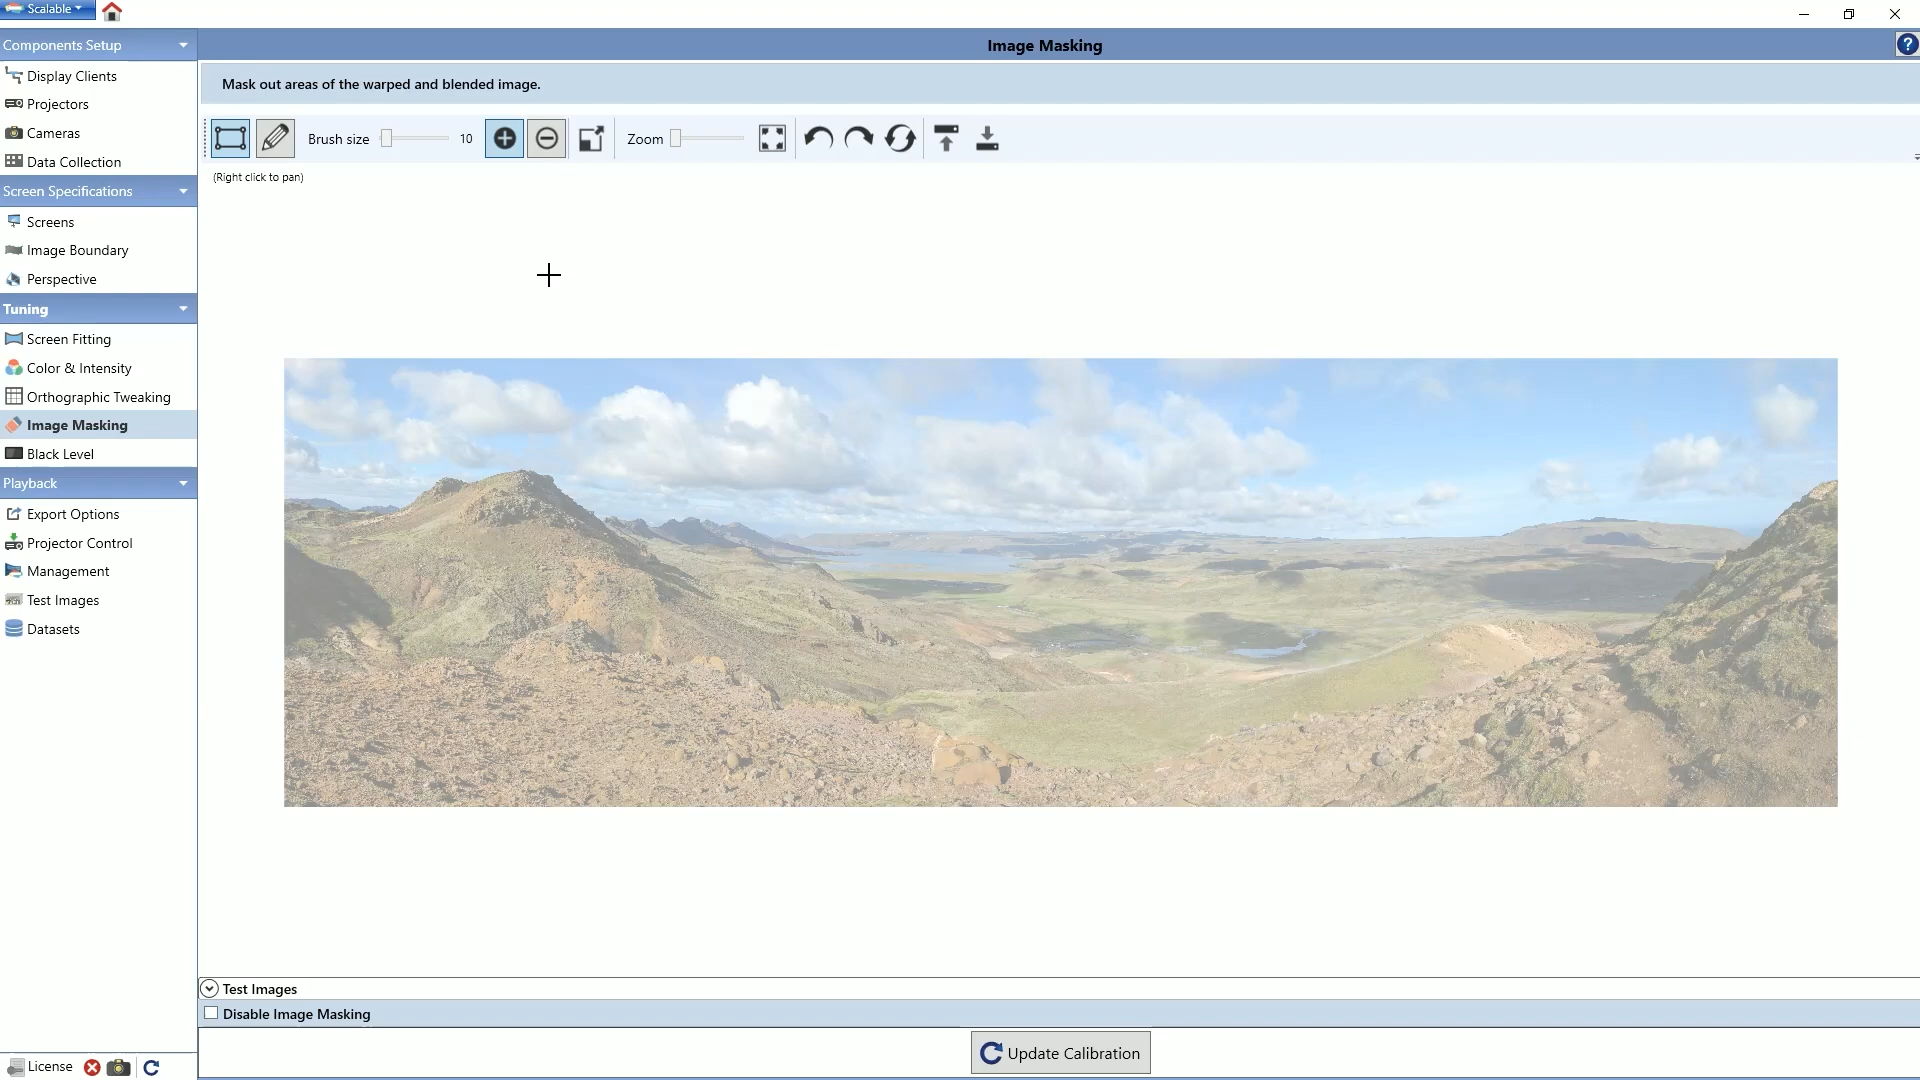 Scalable
Components Setup
Image Masking
?
Display Clients
Mask out areas of the warped and blended image.
Projectors
Cameras
Brush size
10
Zoom
Data Collection
(Right click to pan)
Screen Specifications
Screens
Image Boundary
Perspective
Tuning
Screen Fitting
Color & Intensity
Orthographic Tweaking
Image Masking
Black Level
Playback
Export Options
Projector Control
Management
Test Images
Datasets
Test Images
Disable Image Masking
Update Calibration
License